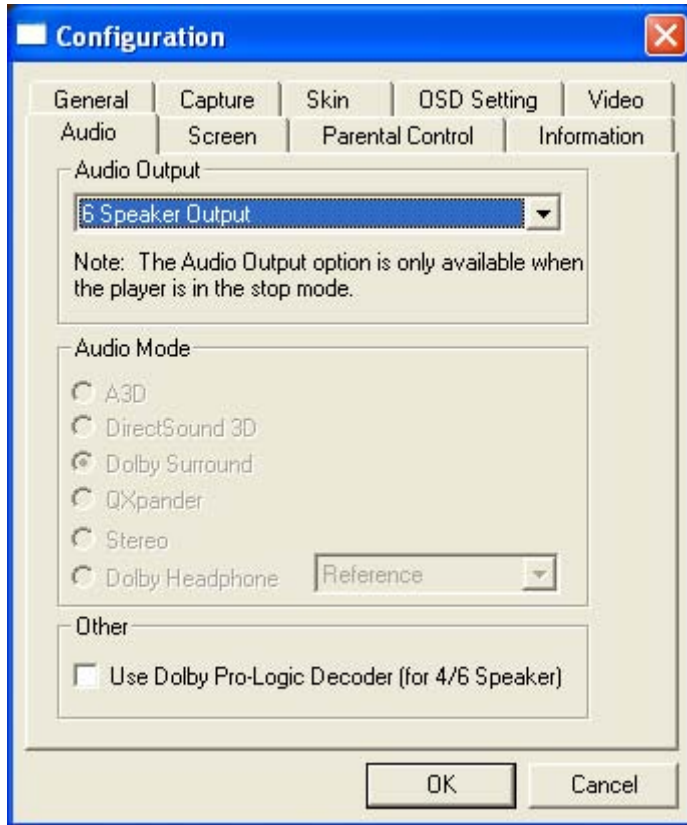 Configuration
General Capture Skin OSD Setting Video
Audio Screen Parental Control Information
Audio Output
6 Speaker Output
Note: The Audio Output option is only available when
the player is in the stop mode.
Audio Mode
A3D
DirectSound 3D
Dolby Surround
QXpander
Stereo
Dolby Headphone Reference
Other
Use Dolby Pro-Logic Decoder (for 4/6 Speaker)
OK Cancel